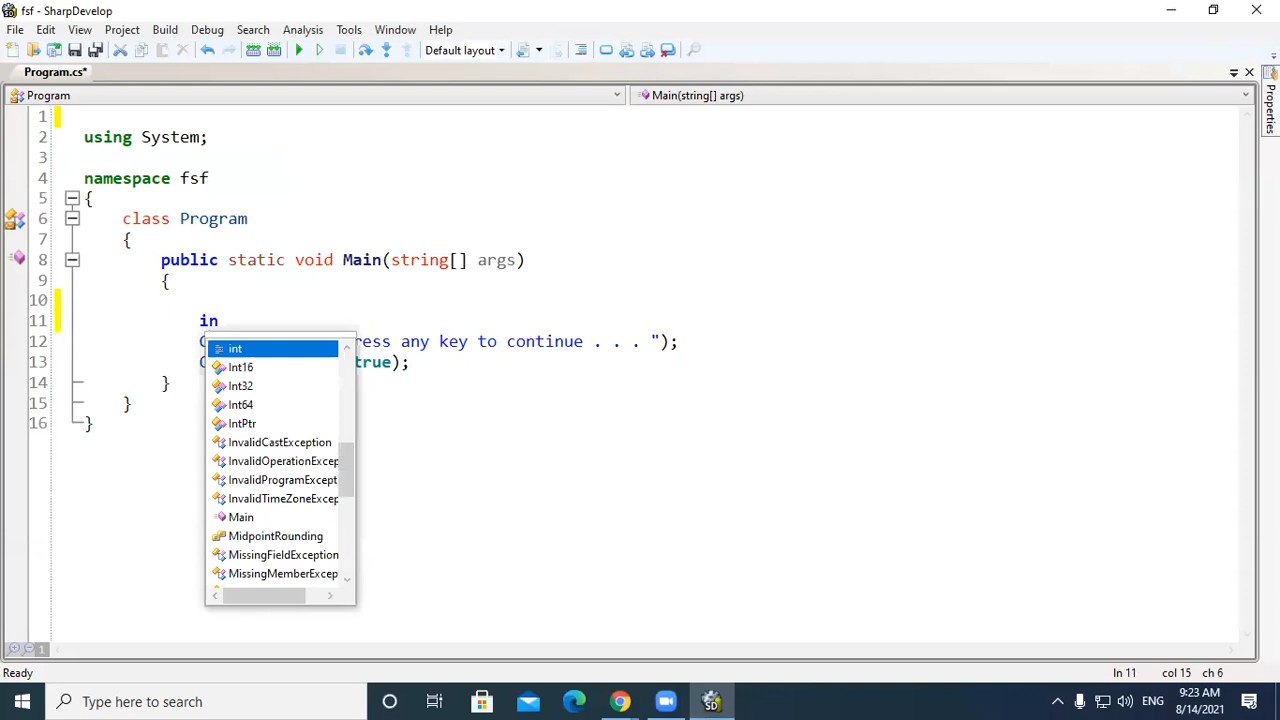 fsf - SharpDevelop
File Edit View Project Build Debug Search Analysis Tools Window Help
Default layout
Program.cs*
Program
Main(string[] args)
Properties
1
2 using System;
3
4 namespace fsf
5 {
6 class Program
7 {
8 public static void Main(string[] args)
9 {
10
11 in
12 C ress any key to continue . . . ");
13 C true);
14 }
15 }
16 }
int
Int16
Int32
Int64
IntPtr
InvalidCastException
InvalidOperationExcep
InvalidProgramExcept
InvalidTimeZoneExcep
Main
MidpointRounding
MissingFieldException
MissingMemberExcep
1
Ready
ln 11 col 15 ch 6
Type here to search
SD
ENG
9:23 AM
8/14/2021